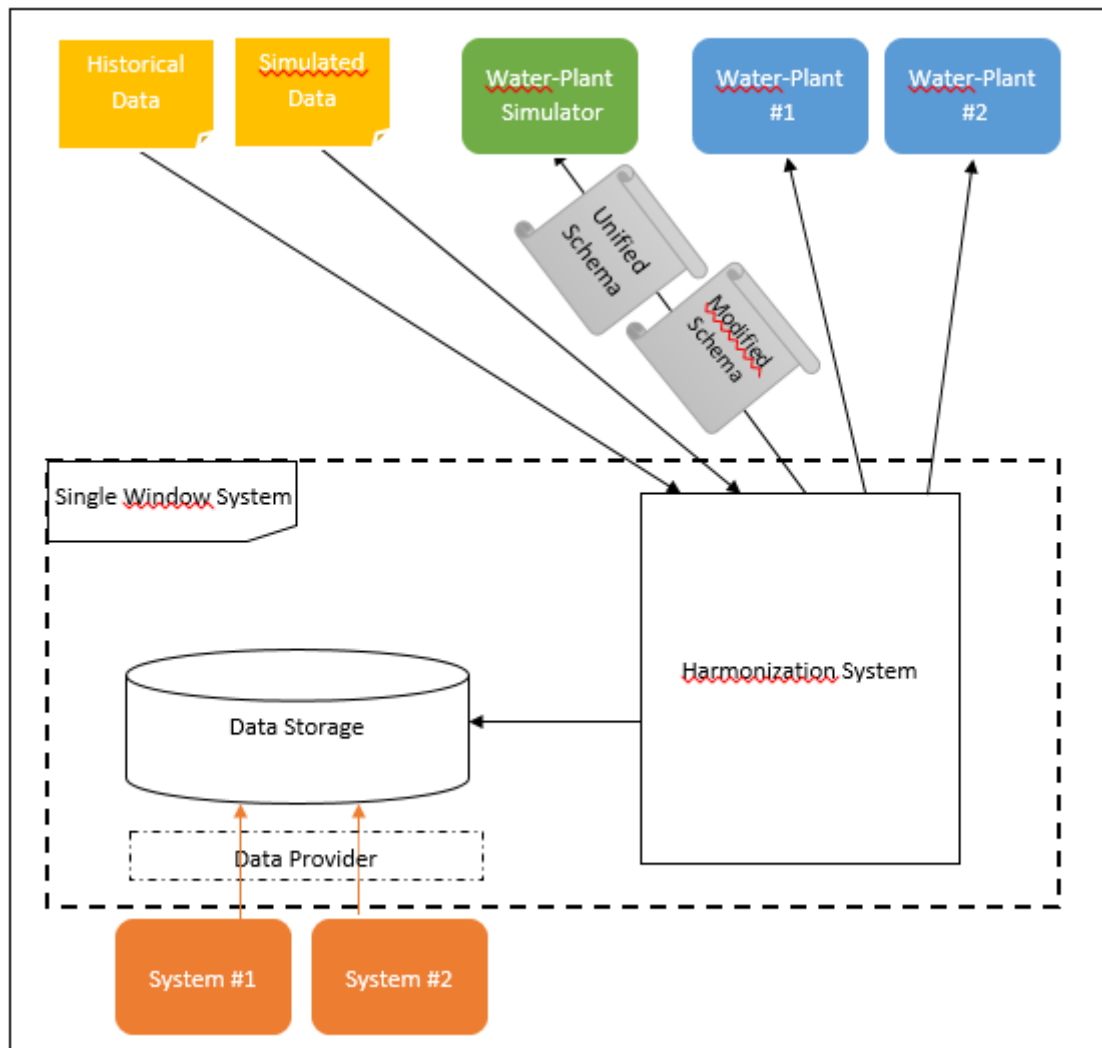 Historical
Data
Simulated
Data
Water-Plant
Simulator
Water-Plant
#1
Water-Plant
#2
Unified
Schema
Modified
Schema
Single Window System
Harmonization System
Data Storage
Data Provider
System #1
System #2